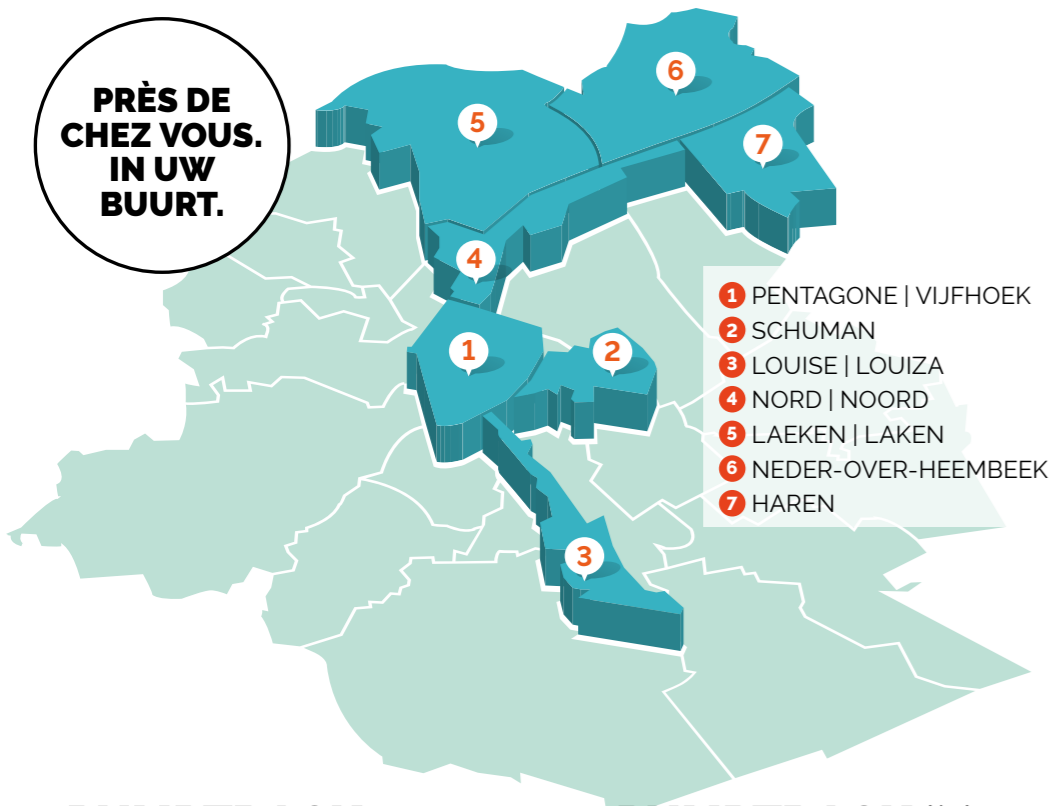 PRÈS DE
CHEZ VOUS.
IN UW
BUURT.
5
6
7
4
1
2
3
1 PENTAGONE | VIJFHOEK
2 SCHUMAN
3 LOUISE | LOUIZA
4 NORD | NOORD
5 LAEKEN | LAKEN
6 NEDER-OVER-HEEMBEEK
7 HAREN